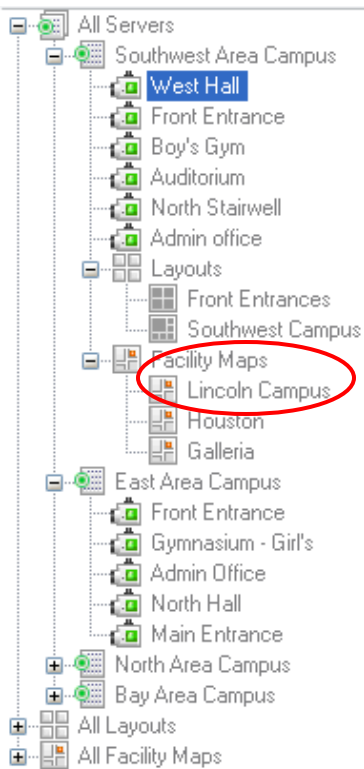 All Servers
Southwest Area Campus
West Hall
Front Entrance
Boy's Gym
Auditorium
North Stairwell
Admin office
Layouts
Front Entrances
Southwest Campus
Facility Maps
Lincoln Campus
Houston
Galleria
East Area Campus
Front Entrance
Gymnasium - Girl's
Admin Office
North Hall
Main Entrance
North Area Campus
Bay Area Campus
All Layouts
All Facility Maps